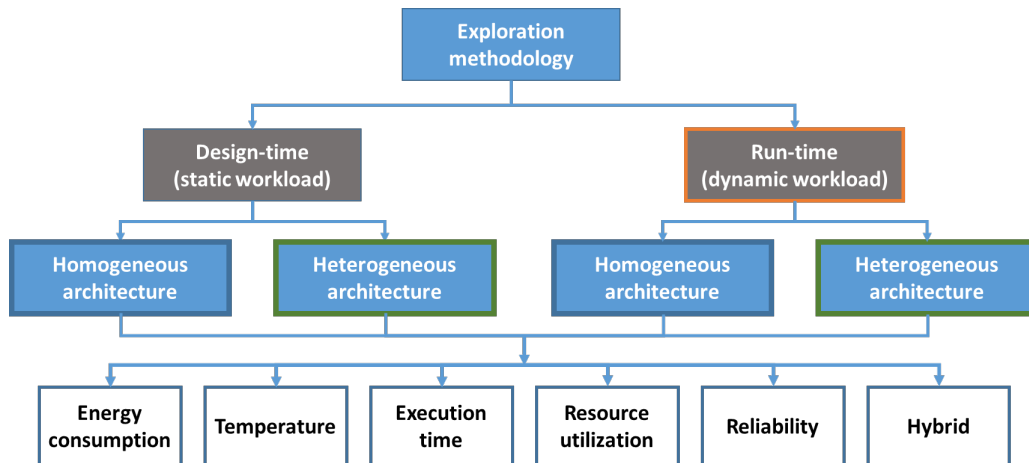 Exploration
methodology
Design-time
(static workload)
Run-time
(dynamic workload)
Homogeneous
architecture
Heterogeneous
architecture
Homogeneous
architecture
Heterogeneous
architecture
Energy
consumption
Temperature
Execution
time
Resource
utilization
Reliability
Hybrid